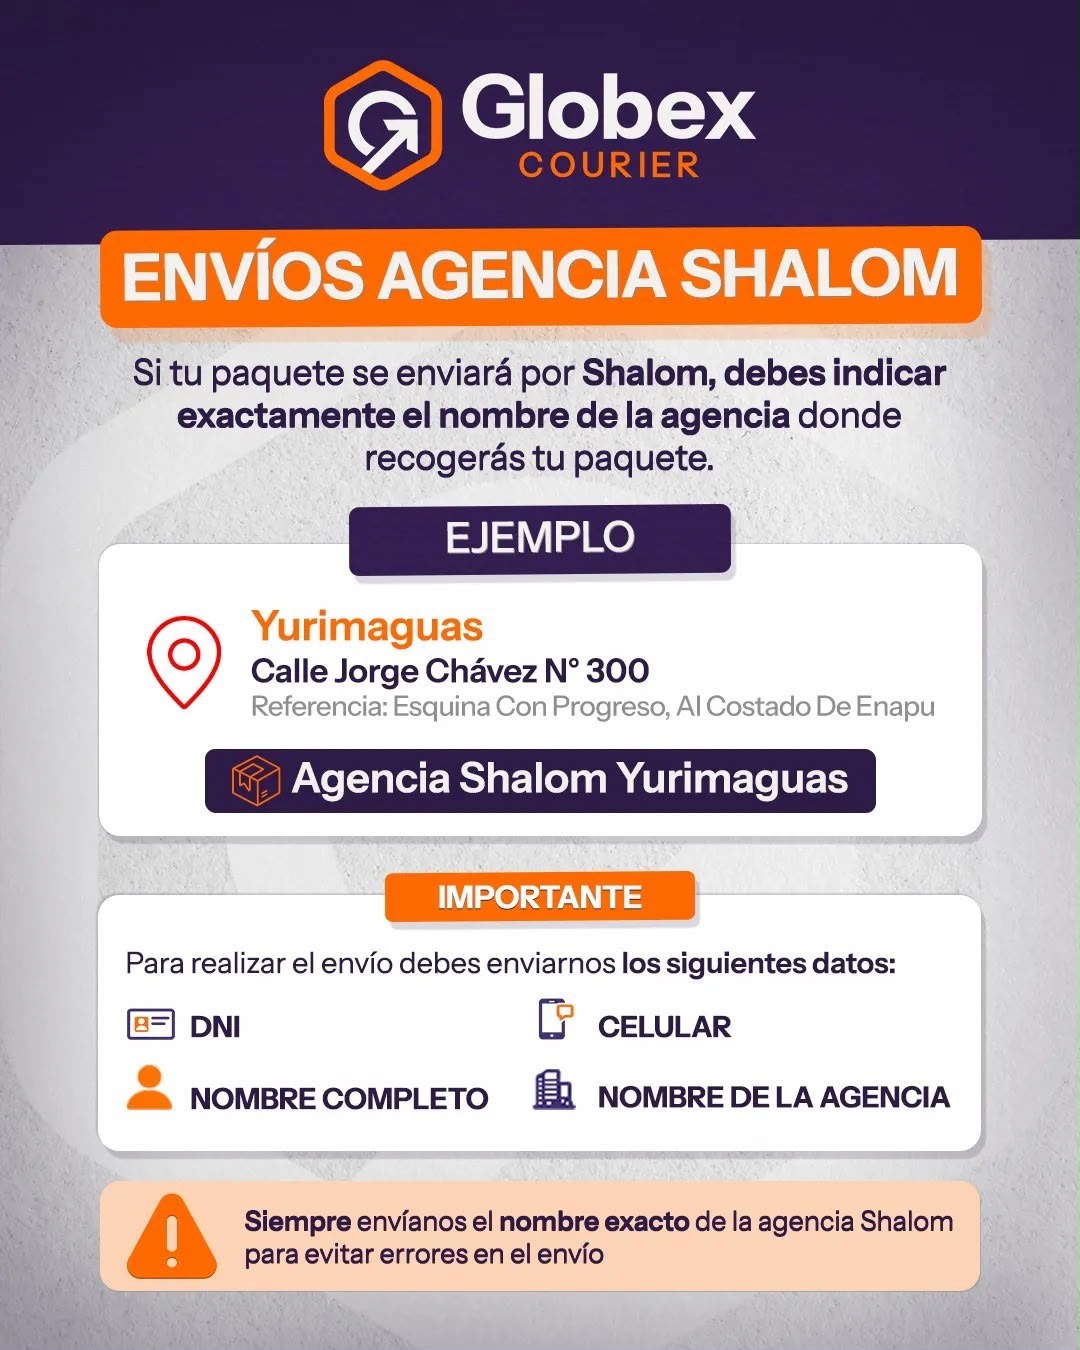 Globex
COURIER
ENVÍOS AGENCIA SHALOM
Si tu paquete se enviará por Shalom, debes indicar
exactamente el nombre de la agencia donde
recogerás tu paquete.
EJEMPLO
Yurimaguas
Calle Jorge Chávez N° 300
Referencia: Esquina Con Progreso, Al Costado De Enapu
Agencia Shalom Yurimaguas
IMPORTANTE
Para realizar el envío debes enviarnos los siguientes datos:
DNI
CELULAR
NOMBRE COMPLETO
NOMBRE DE LA AGENCIA
Siempre envíanos el nombre exacto de la agencia Shalom
para evitar errores en el envío